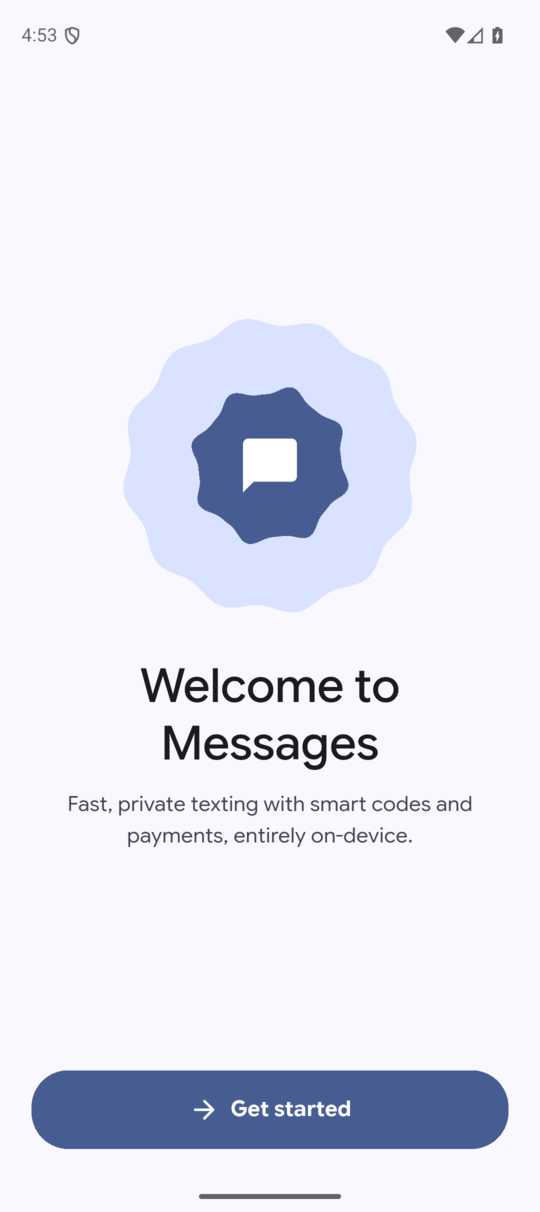 4:53
Welcome to
Messages
Fast, private texting with smart codes and
payments, entirely on-device.
Get started